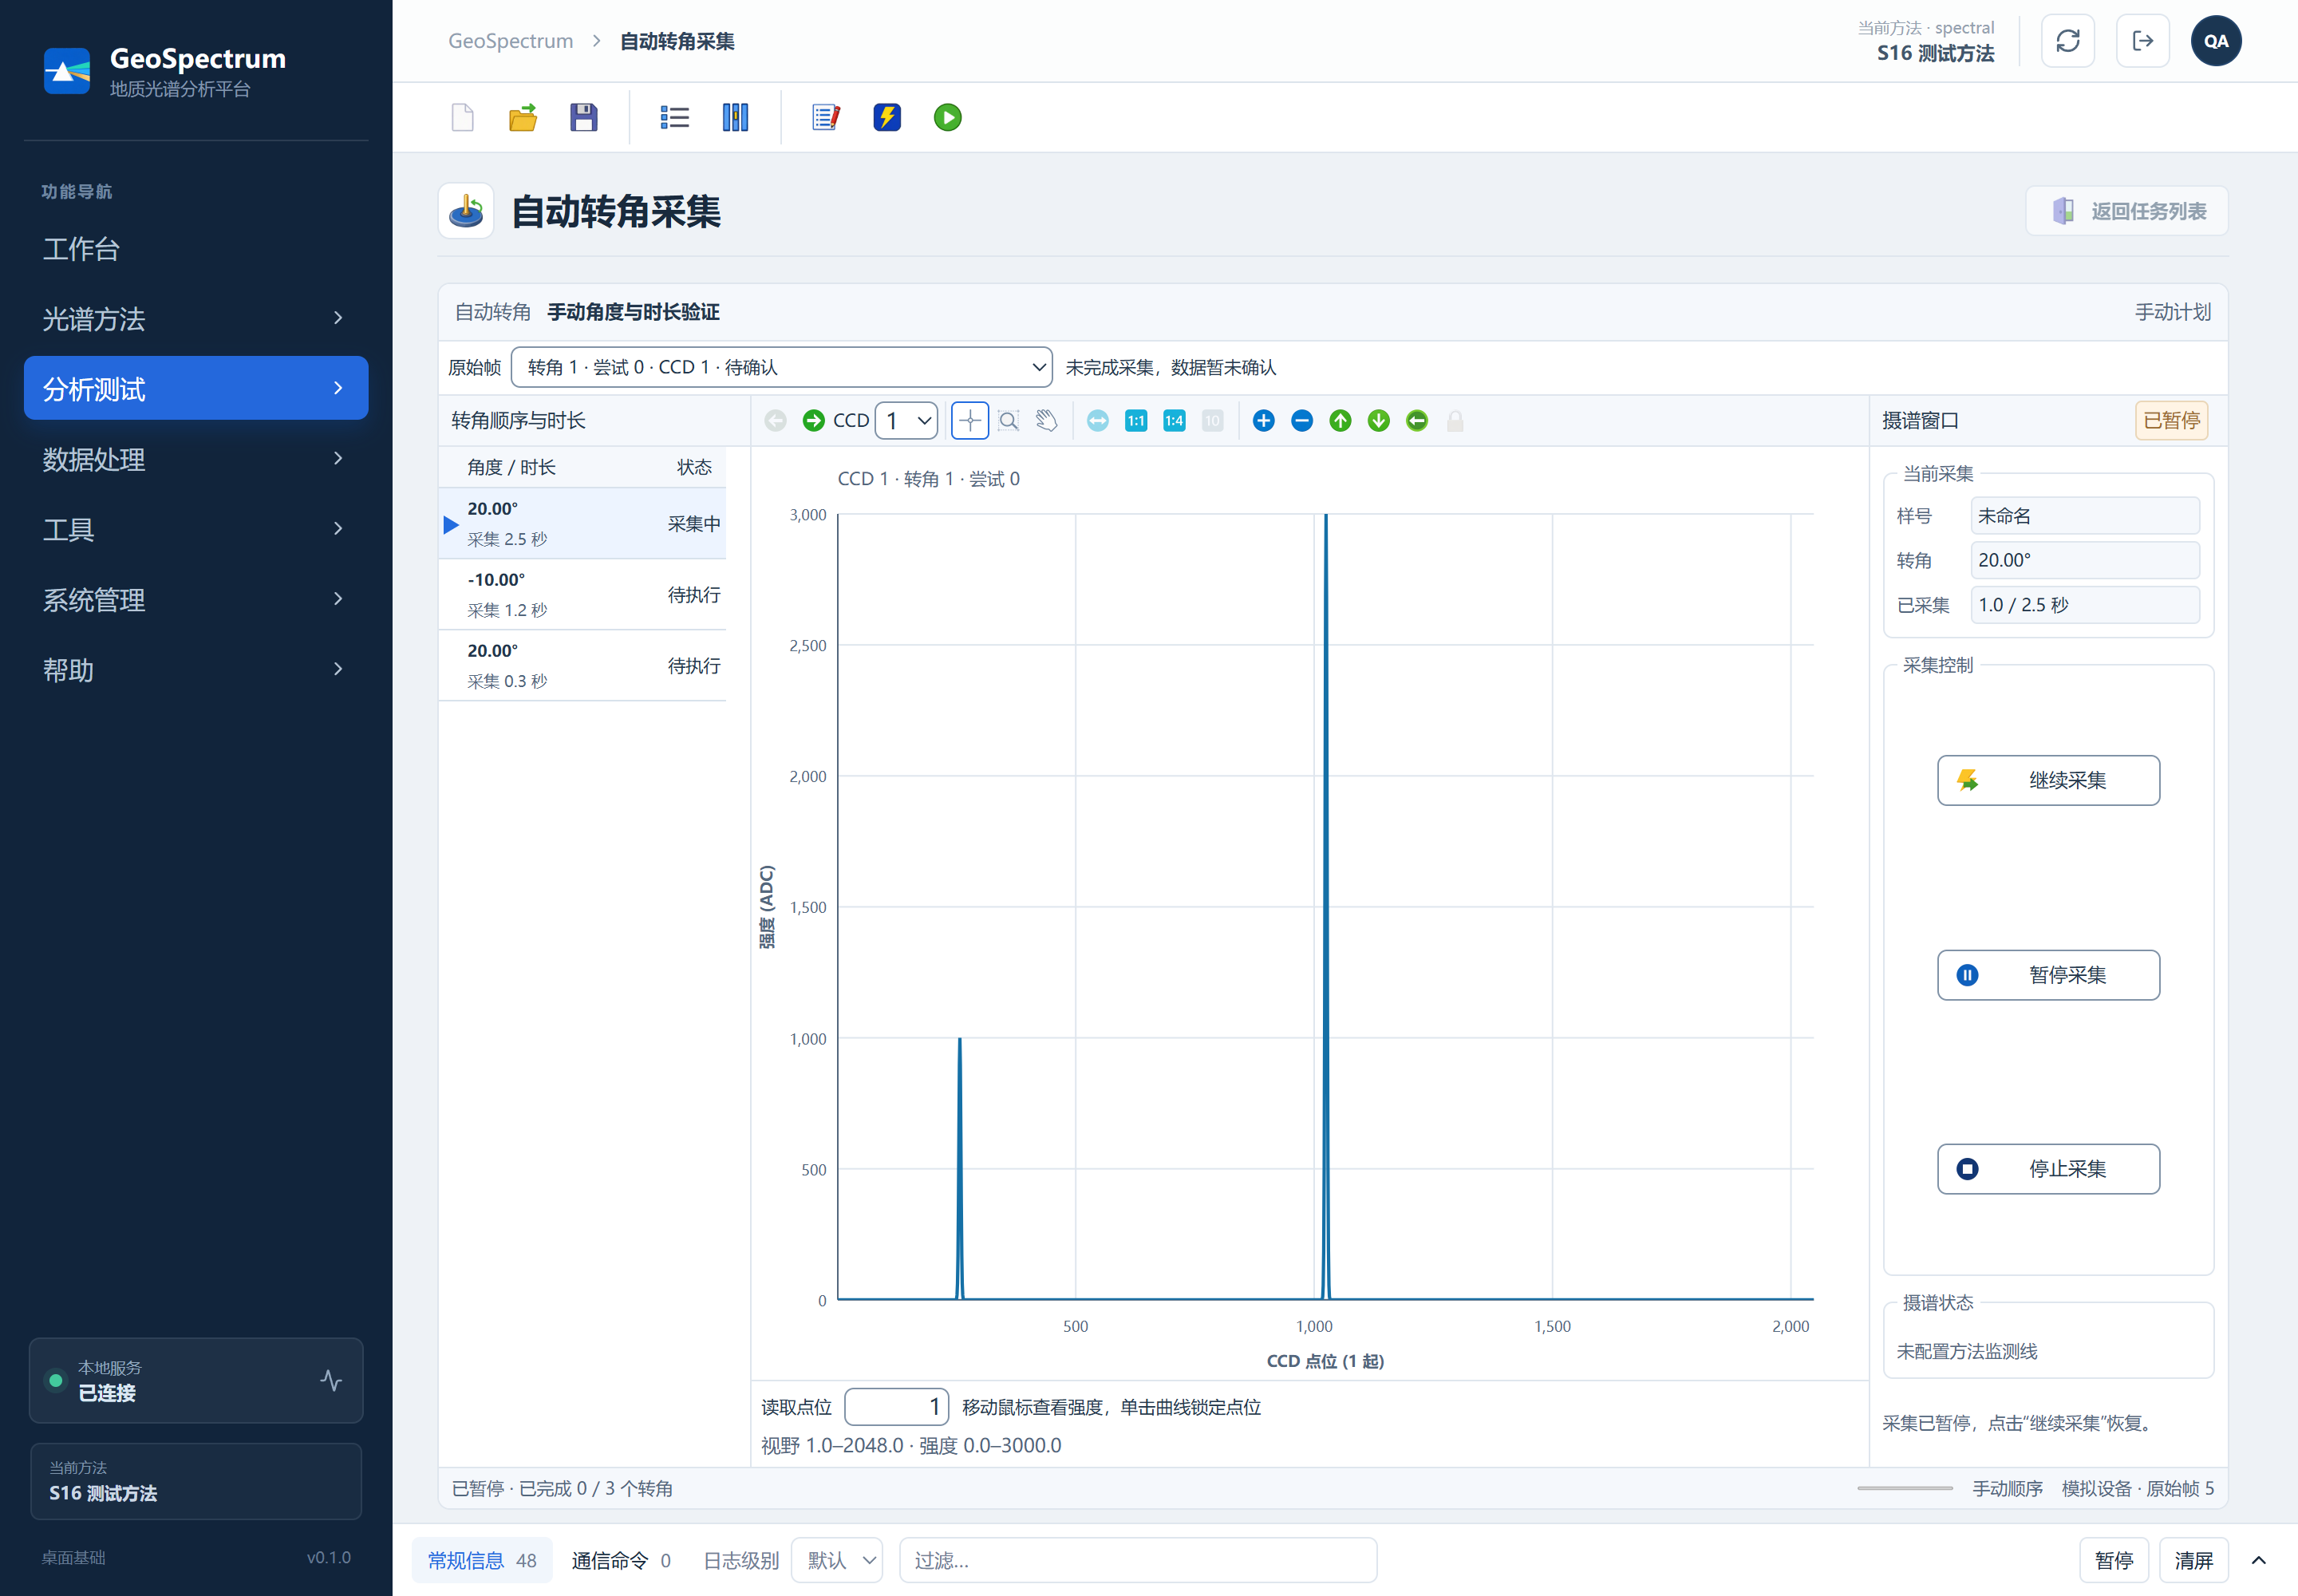 GeoSpectrum
地质光谱分析平台
功能导航
工作台
光谱方法
分析测试
数据处理
工具
系统管理
帮助
本地服务
已连接
当前方法
S16 测试方法
桌面基础 v0.1.0
GeoSpectrum 自动转角采集
当前方法 · spectral
S16 测试方法
QA
自动转角采集
返回任务列表
自动转角 手动角度与时长验证 手动计划
原始帧 转角 1 · 尝试 0 · CCD 1 · 待确认 未完成采集，数据暂未确认
转角顺序与时长
角度 / 时长 状态
20.00°
采集 2.5 秒
采集中
-10.00°
采集 1.2 秒
待执行
20.00°
采集 0.3 秒
待执行
CCD 1 1:1 1:4 10
CCD 1 · 转角 1 · 尝试 0
3,000
2,500
2,000
1,500
1,000
500
0
强度 (ADC)
500 1,000 1,500 2,000
CCD 点位 (1 起)
读取点位 1 移动鼠标查看强度，单击曲线锁定点位
视野 1.0–2048.0 · 强度 0.0–3000.0
摄谱窗口 已暂停
当前采集
样号 未命名
转角 20.00°
已采集 1.0 / 2.5 秒
采集控制
继续采集
暂停采集
停止采集
摄谱状态
未配置方法监测线
采集已暂停，点击“继续采集”恢复。
已暂停 · 已完成 0 / 3 个转角 手动顺序 模拟设备 · 原始帧 5
常规信息 48 通信命令 0 日志级别 默认 过滤... 暂停 清屏